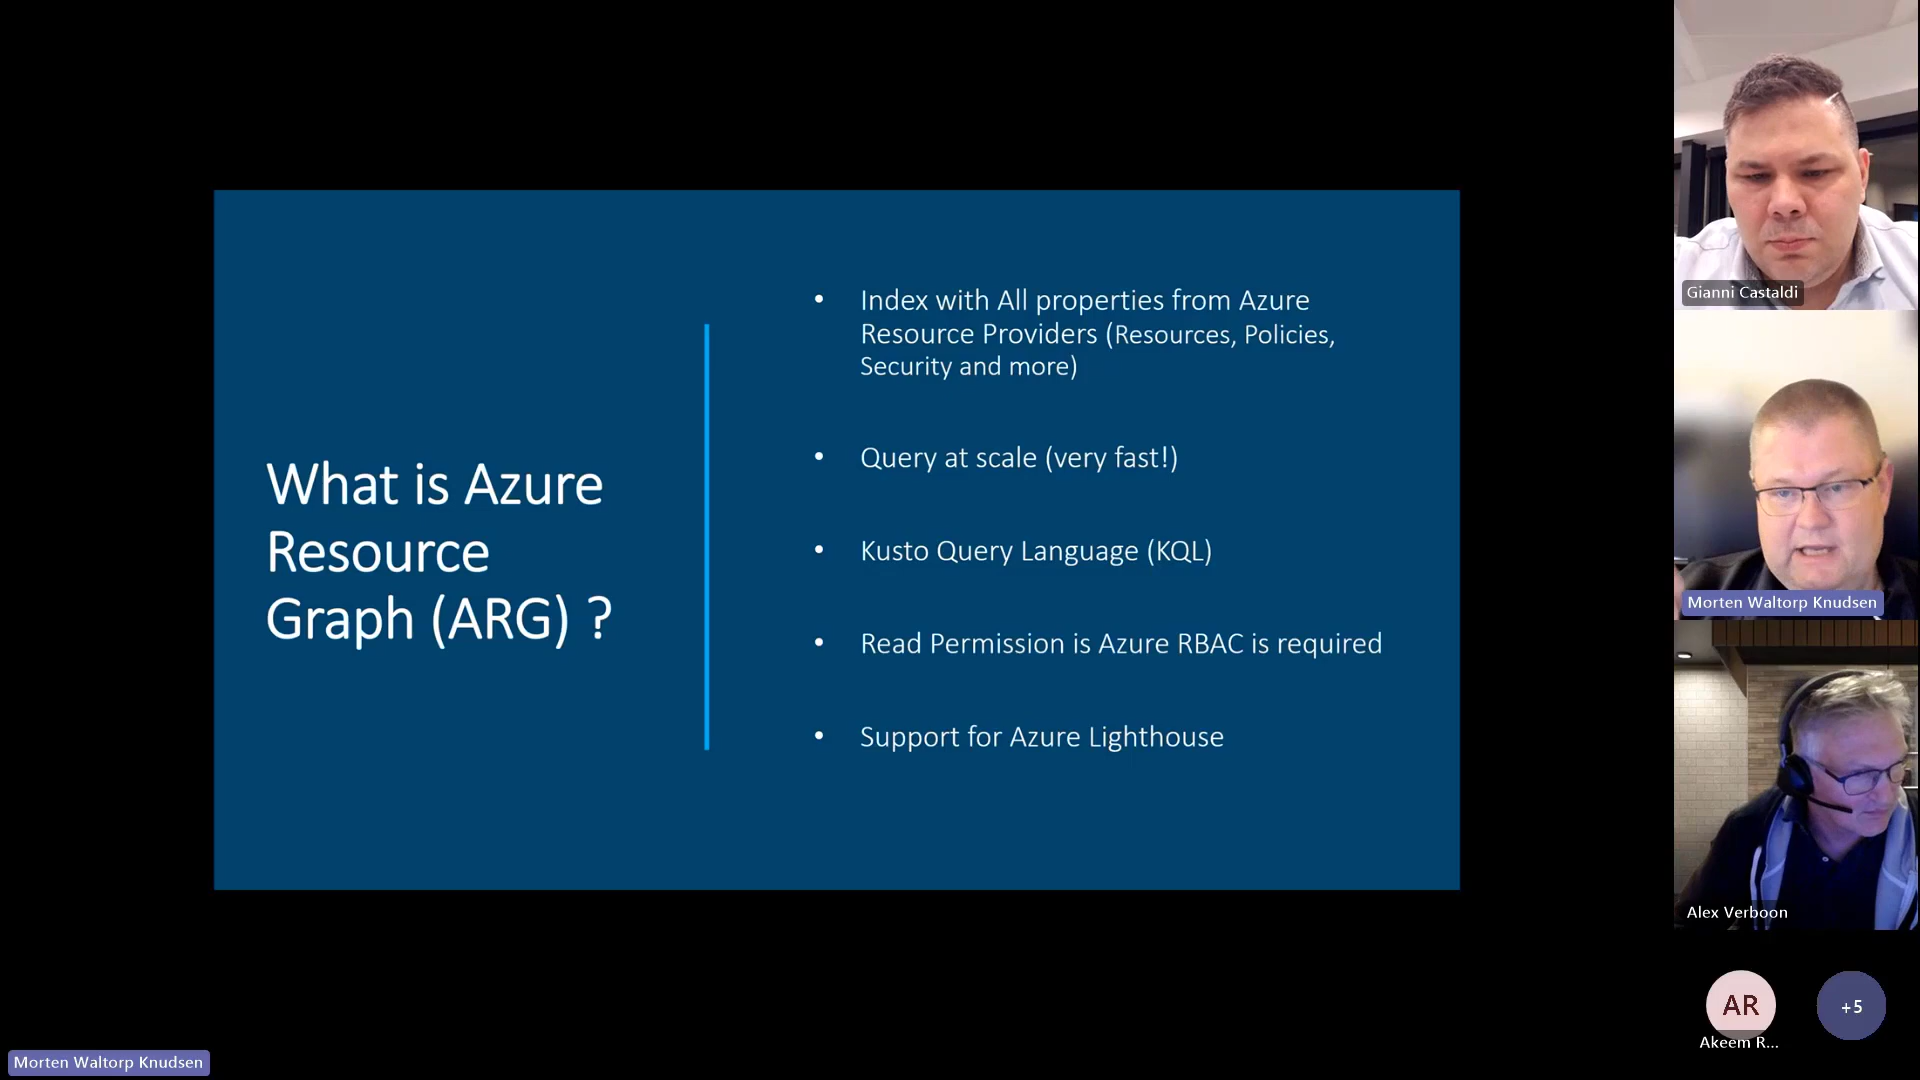 What is Azure
Resource
Graph (ARG) ?
• Index with All properties from Azure
Resource Providers (Resources, Policies,
Security and more)
• Query at scale (very fast!)
• Kusto Query Language (KQL)
• Read Permission is Azure RBAC is required
• Support for Azure Lighthouse
Gianni Castaldi
Morten Waltorp Knudsen
Alex Verboon
AR
+5
Akeem R...
Morten Waltorp Knudsen